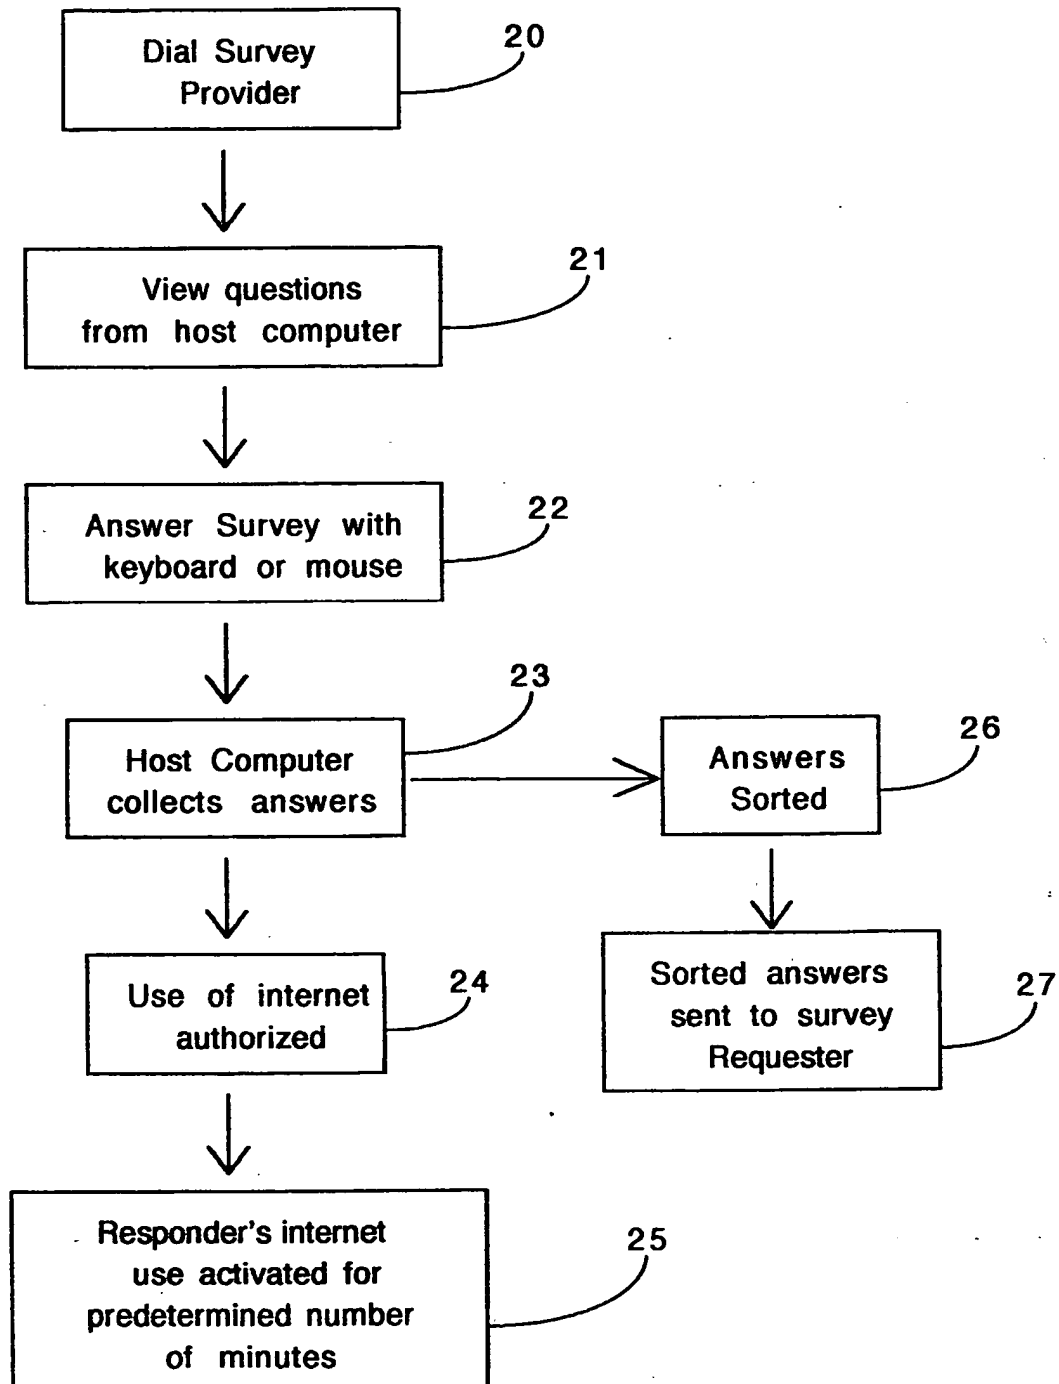 Dial Survey
Provider
20
View questions
from host computer
21
Answer Survey with
keyboard or mouse
22
Host Computer
collects answers
23
Answers
Sorted
26
Use of internet
authorized
24
Sorted answers
sent to survey
Requester
27
Responder's internet
use activated for
predetermined number
of minutes
25